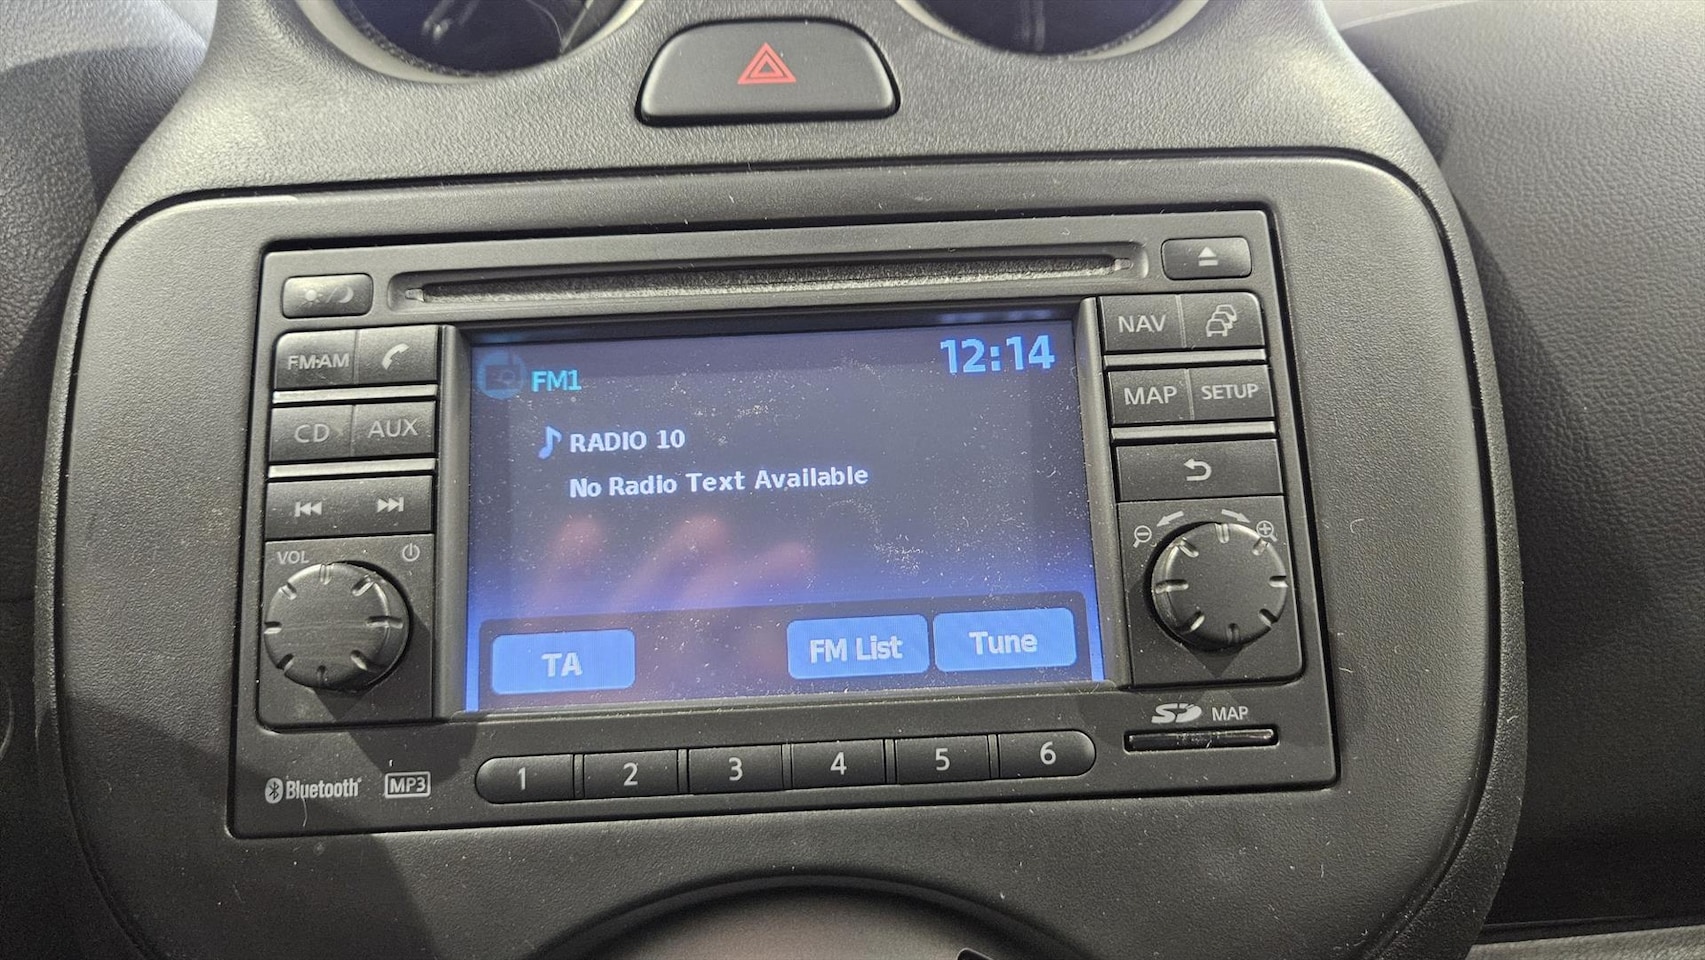 FM·AM
CD
AUX
VOL
FM1
12:14
RADIO 10
No Radio Text Available
TA
FM List
Tune
NAV
MAP
SETUP
SD MAP
Bluetooth
MP3
1 2 3 4 5 6